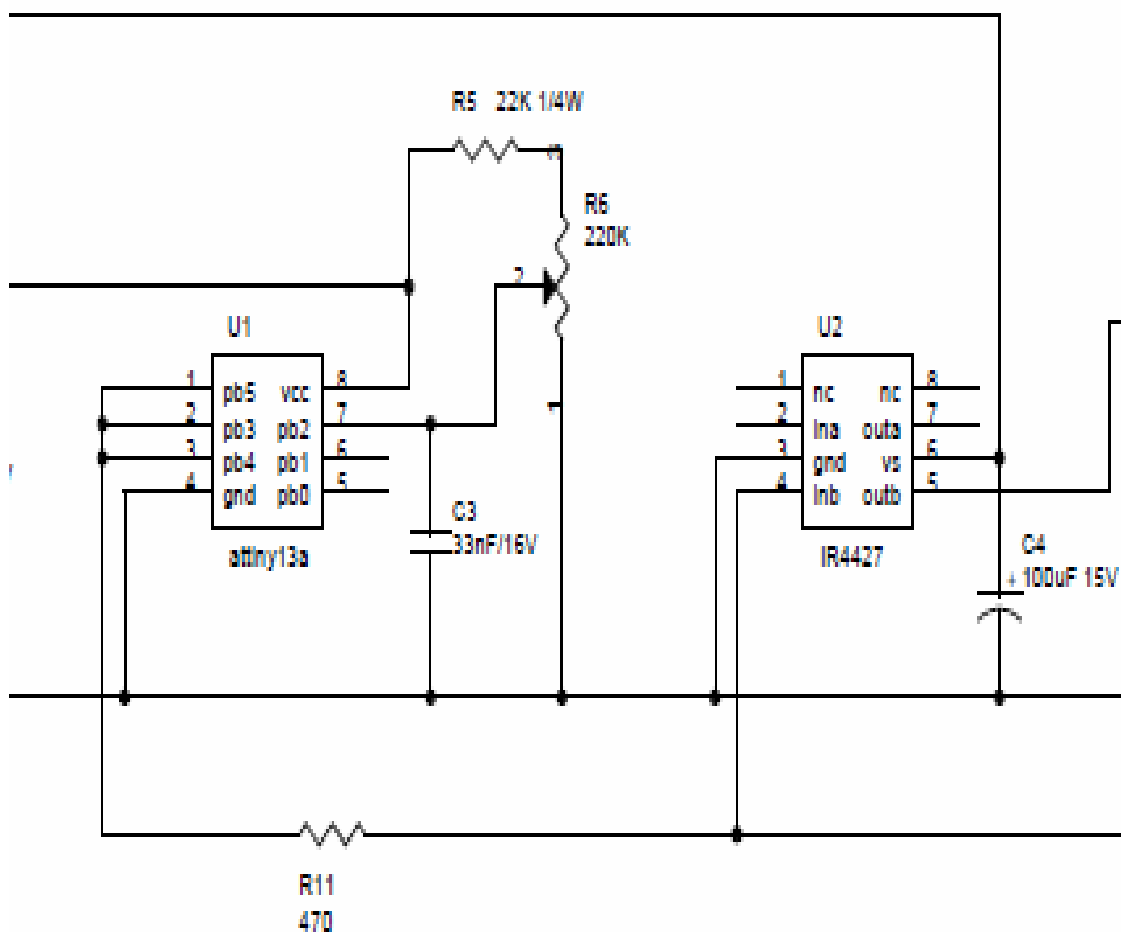 R5 22K 1/4W
3
R6
220K
2
1
U1
1 pb5 vcc 8
2 pb3 pb2 7
3 pb4 pb1 6
4 gnd pb0 5
attiny13a
C3
33nF/16V
U2
1 nc nc 8
2 Ina outa 7
3 gnd vs 6
4 Inb outb 5
IR4427
C4
+ 100uF 15V
R11
470